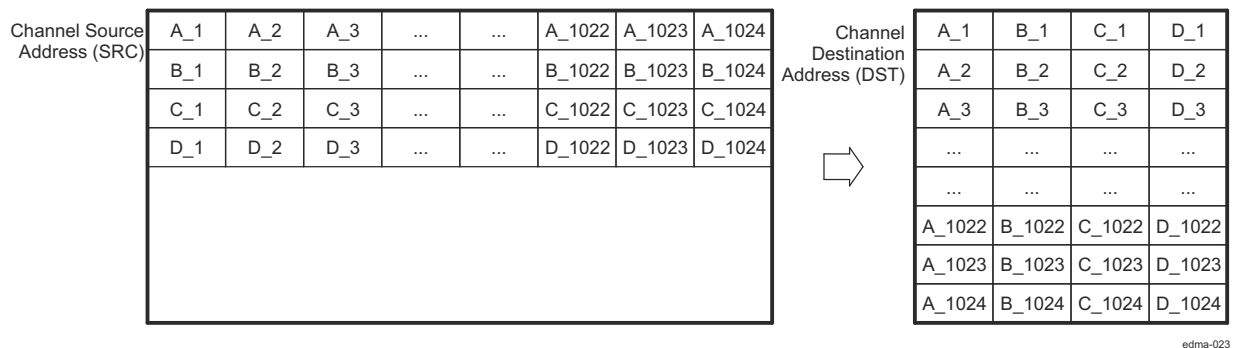 Channel Source
Address (SRC)
A_1 A_2 A_3 ... ... A_1022 A_1023 A_1024
B_1 B_2 B_3 ... ... B_1022 B_1023 B_1024
C_1 C_2 C_3 ... ... C_1022 C_1023 C_1024
D_1 D_2 D_3 ... ... D_1022 D_1023 D_1024
Channel
Destination
Address (DST)
A_1 B_1 C_1 D_1
A_2 B_2 C_2 D_2
A_3 B_3 C_3 D_3
... ... ... ...
... ... ... ...
A_1022 B_1022 C_1022 D_1022
A_1023 B_1023 C_1023 D_1023
A_1024 B_1024 C_1024 D_1024
edma-023